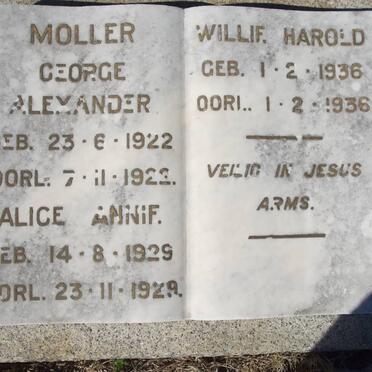 MOLLER
GEORGE
ALEXANDER
GEB. 23·6·1922
OORL. 7·11·1922.
ALICE ANNIE.
GEB. 14·8·1929
OORL. 23·11·1929.
WILLIE HAROLD
GEB. 1·2·1936
OORL. 1·2·1936
VEILIG IN JESUS
ARMS.